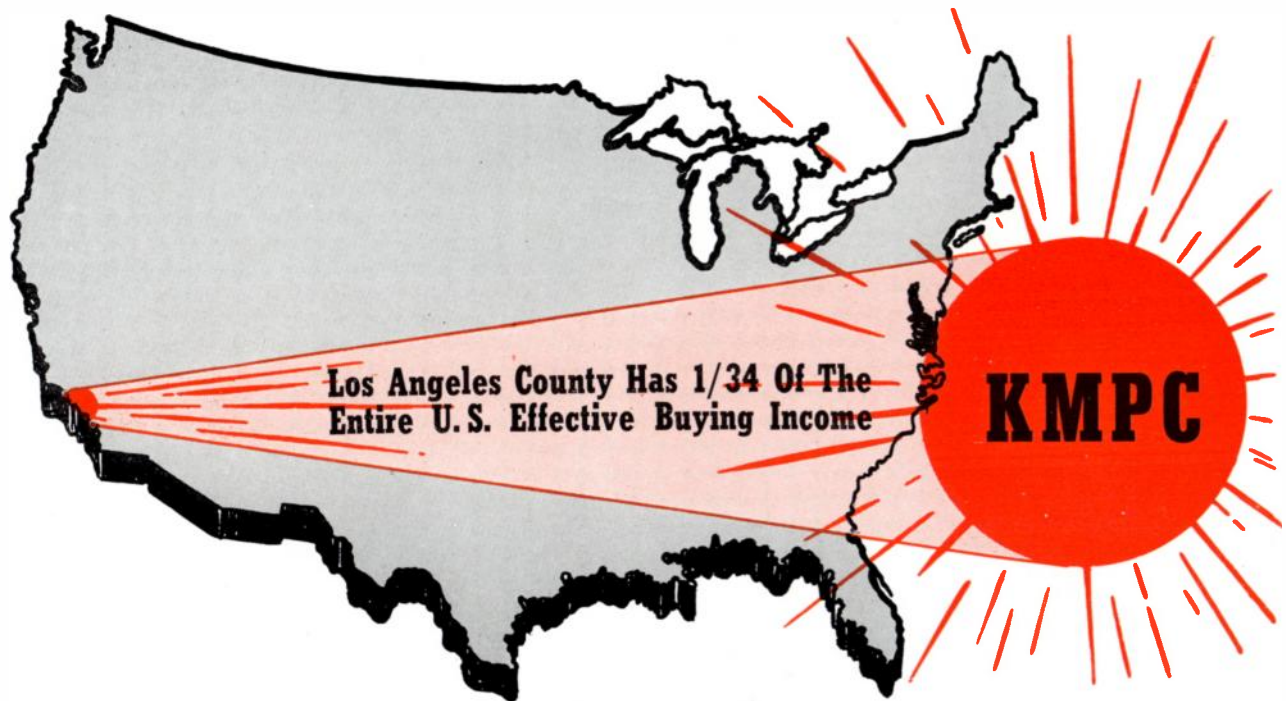 Los Angeles County Has 1/34 Of The
Entire U.S. Effective Buying Income
KMPC